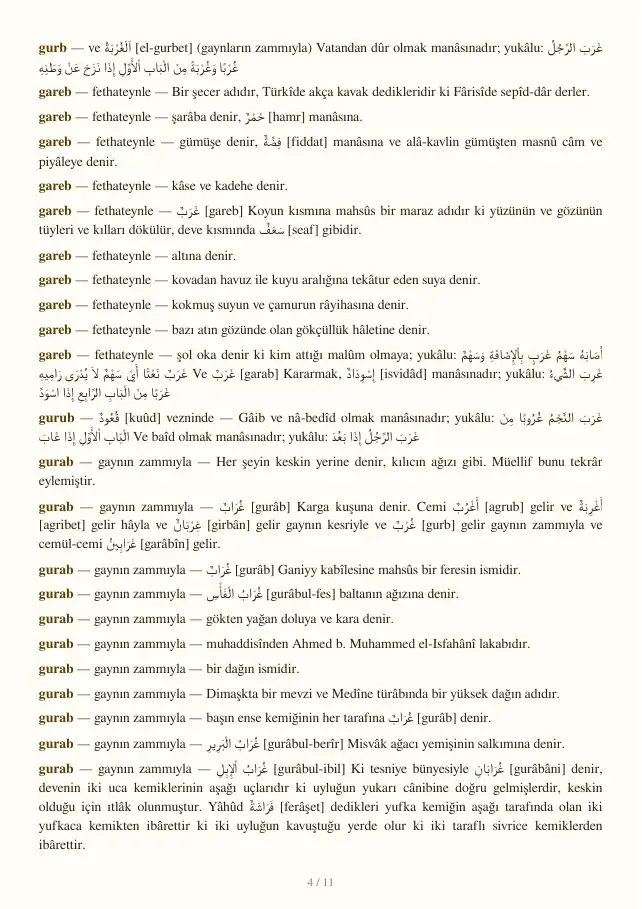 gurb — ve اَلْغُرْبَةُ [el-gurbet] (gaynların zammıyla) Vatandan dûr olmak manâsınadır; yukâlu: غَرَبَ الرَّجُلُ
غُرْبًا وَغُرْبَةً مِنَ الْبَابِ اْلأَوَّلِ إِذَا نَزَحَ عَنْ وَطَنِهِ
gareb — fethateynle — Bir şecer adıdır, Türkîde akça kavak dedikleridir ki Fârisîde sepîd-dâr derler.
gareb — fethateynle — şarâba denir, خَمْرٌ [hamr] manâsına.
gareb — fethateynle — gümüşe denir, فِضَّةٌ [fiddat] manâsına ve alâ-kavlin gümüşten masnû câm ve
piyâleye denir.
gareb — fethateynle — kâse ve kadehe denir.
gareb — fethateynle — غَرَبٌ [gareb] Koyun kısmına mahsûs bir maraz adıdır ki yüzünün ve gözünün
tüyleri ve kılları dökülür, deve kısmında سَعَفٌ [seaf] gibidir.
gareb — fethateynle — altına denir.
gareb — fethateynle — kovadan havuz ile kuyu aralığına tekâtur eden suya denir.
gareb — fethateynle — kokmuş suyun ve çamurun râyihasına denir.
gareb — fethateynle — bazı atın gözünde olan gökçüllük hâletine denir.
gareb — fethateynle — şol oka denir ki kim attığı malûm olmaya; yukâlu: أَصَابَهُ سَهْمُ غَرَبٍ بِاْلإِضَافَةِ وَسَهْمٌ
غَرَبٌ نَعْتًا أَيْ سَهْمٌ لاَ يُدْرَى رَامِيهِ Ve غَرَبٌ [garab] Kararmak, إِسْوِدَادٌ [isvidâd] manâsınadır; yukâlu: غَرِبَ الشَّيْءُ
غَرَبًا مِنَ الْبَابِ الرَّابِعِ إِذَا اسْوَدَّ
gurub — قُعُودٌ [kuûd] vezninde — Gâib ve nâ-bedîd olmak manâsınadır; yukâlu: غَرَبَ النَّجْمُ غُرُوبًا مِنَ
الْبَابِ اْلأَوَّلِ إِذَا غَابَ Ve baîd olmak manâsınadır; yukâlu: غَرَبَ الرَّجُلُ إِذَا بَعُدَ
gurab — gaynın zammıyla — Her şeyin keskin yerine denir, kılıcın ağızı gibi. Müellif bunu tekrâr
eylemiştir.
gurab — gaynın zammıyla — غُرَابٌ [gurâb] Karga kuşuna denir. Cemi أَغْرُبٌ [agrub] gelir ve أَغْرِبَةٌ
[agribet] gelir hâyla ve غِرْبَانٌ [girbân] gelir gaynın kesriyle ve غُرْبٌ [gurb] gelir gaynın zammıyla ve
cemül-cemi غَرَابِينُ [garâbîn] gelir.
gurab — gaynın zammıyla — غُرَابٌ [gurâb] Ganiyy kabîlesine mahsûs bir feresin ismidir.
gurab — gaynın zammıyla — غُرَابُ الْفَأْسِ [gurâbul-fes] baltanın ağızına denir.
gurab — gaynın zammıyla — gökten yağan doluya ve kara denir.
gurab — gaynın zammıyla — muhaddisînden Ahmed b. Muhammed el-Isfahânî lakabıdır.
gurab — gaynın zammıyla — bir dağın ismidir.
gurab — gaynın zammıyla — Dimaşkta bir mevzi ve Medîne türâbında bir yüksek dağın adıdır.
gurab — gaynın zammıyla — başın ense kemiğinin her tarafına غُرَابٌ [gurâb] denir.
gurab — gaynın zammıyla — غُرَابُ الْبَرِيرِ [gurâbul-berîr] Misvâk ağacı yemişinin salkımına denir.
gurab — gaynın zammıyla — غُرَابُ اْلإِبِلِ [gurâbul-ibil] Ki tesniye bünyesiyle غُرَابَانِ [gurâbâni] denir,
devenin iki uca kemiklerinin aşağı uçlarıdır ki uyluğun yukarı cânibine doğru gelmişlerdir, keskin
olduğu için ıtlâk olunmuştur. Yâhûd فَرَاشَةٌ [ferâşet] dedikleri yufka kemiğin aşağı tarafında olan iki
yufkaca kemikten ibârettir ki iki uyluğun kavuştuğu yerde olur ki iki taraflı sivrice kemiklerden
ibârettir.
4 / 11